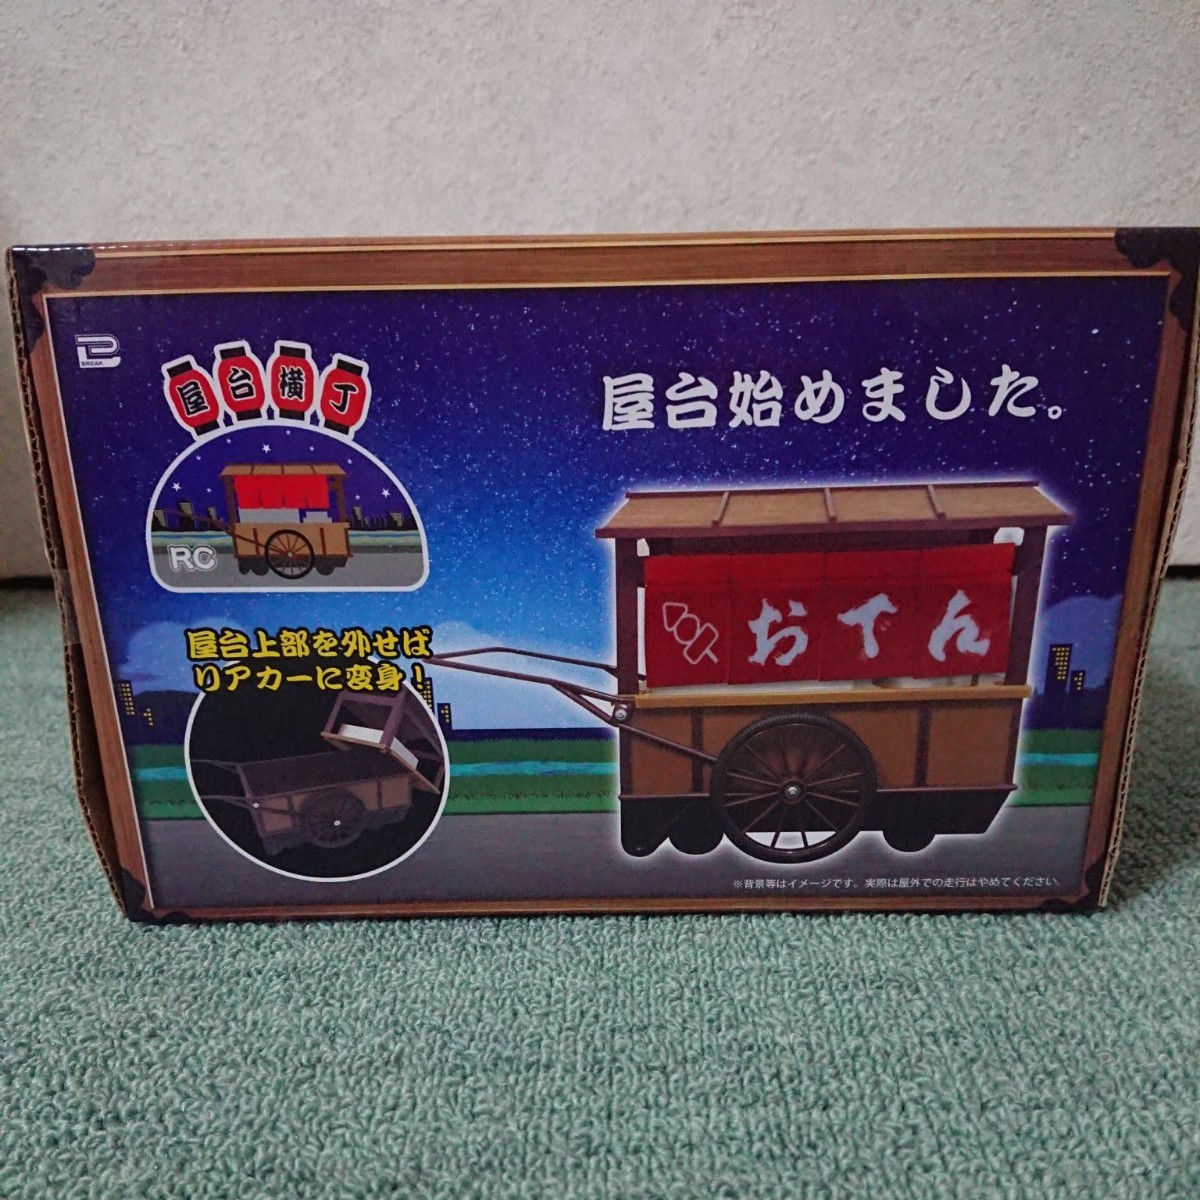 BREAK
屋台横丁
RC
屋台始めました。
屋台上部を外せば
リアカーに変身！
おでん
※背景等はイメージです。実際は屋外での走行はやめてください。